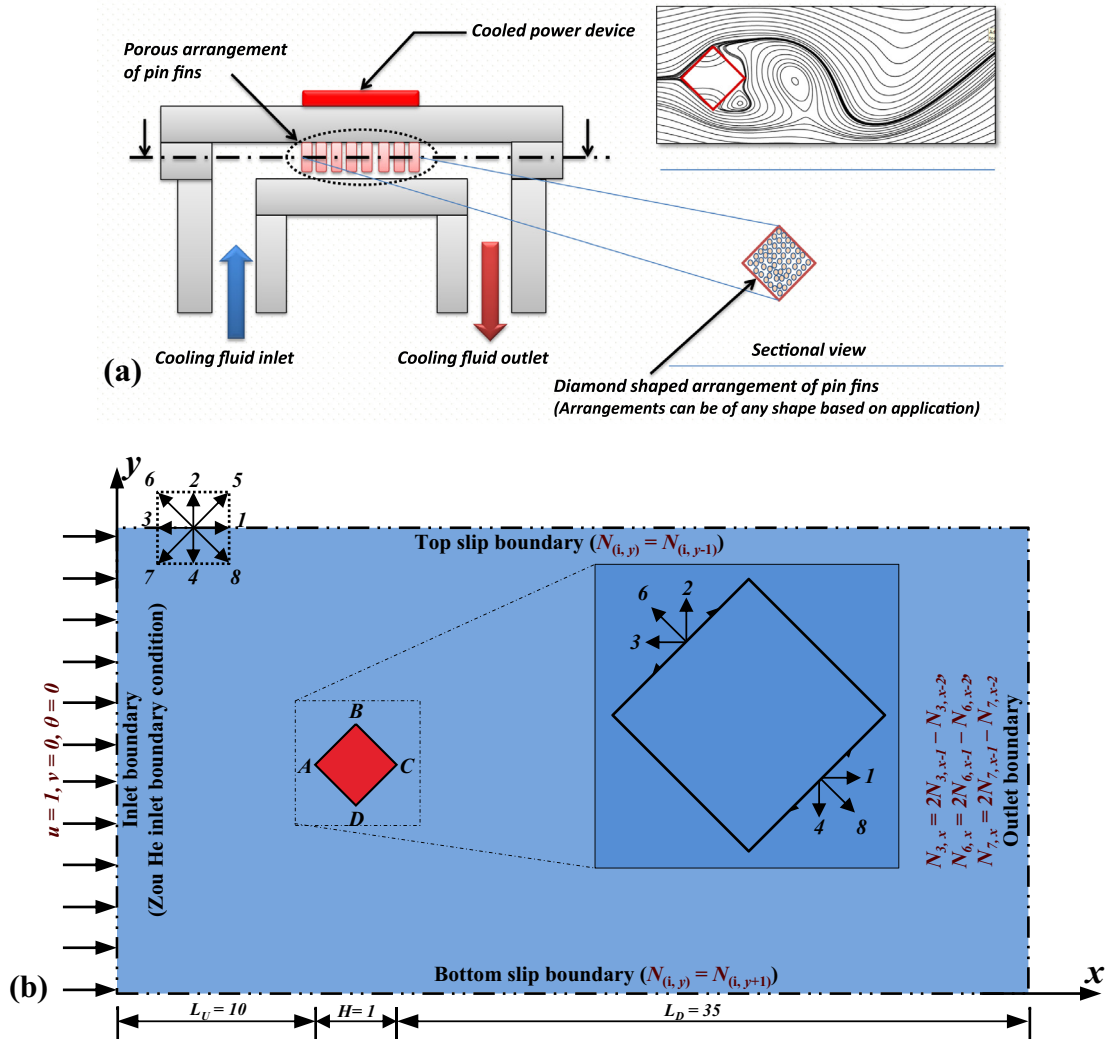 Cooled power device
Porous arrangement
of pin fins
Cooling fluid inlet
Cooling fluid outlet
Sectional view
Diamond shaped arrangement of pin fins
(Arrangements can be of any shape based on application)
(a)
y
6 2 5
3 1
7 4 8
Top slip boundary (N(i, y) = N(i, y-1))
u = 1, y = 0, θ = 0
Inlet boundary
(Zou He inlet boundary condition)
B
A C
D
6 2
3
1
4 8
N3, x = 2N3, x-1 – N3, x-2,
N6, x = 2N6, x-1 – N6, x-2,
N7, x = 2N7, x-1 – N7, x-2
Outlet boundary
Bottom slip boundary (N(i, y) = N(i, y+1))
x
(b)
LU = 10
H= 1
LD = 35